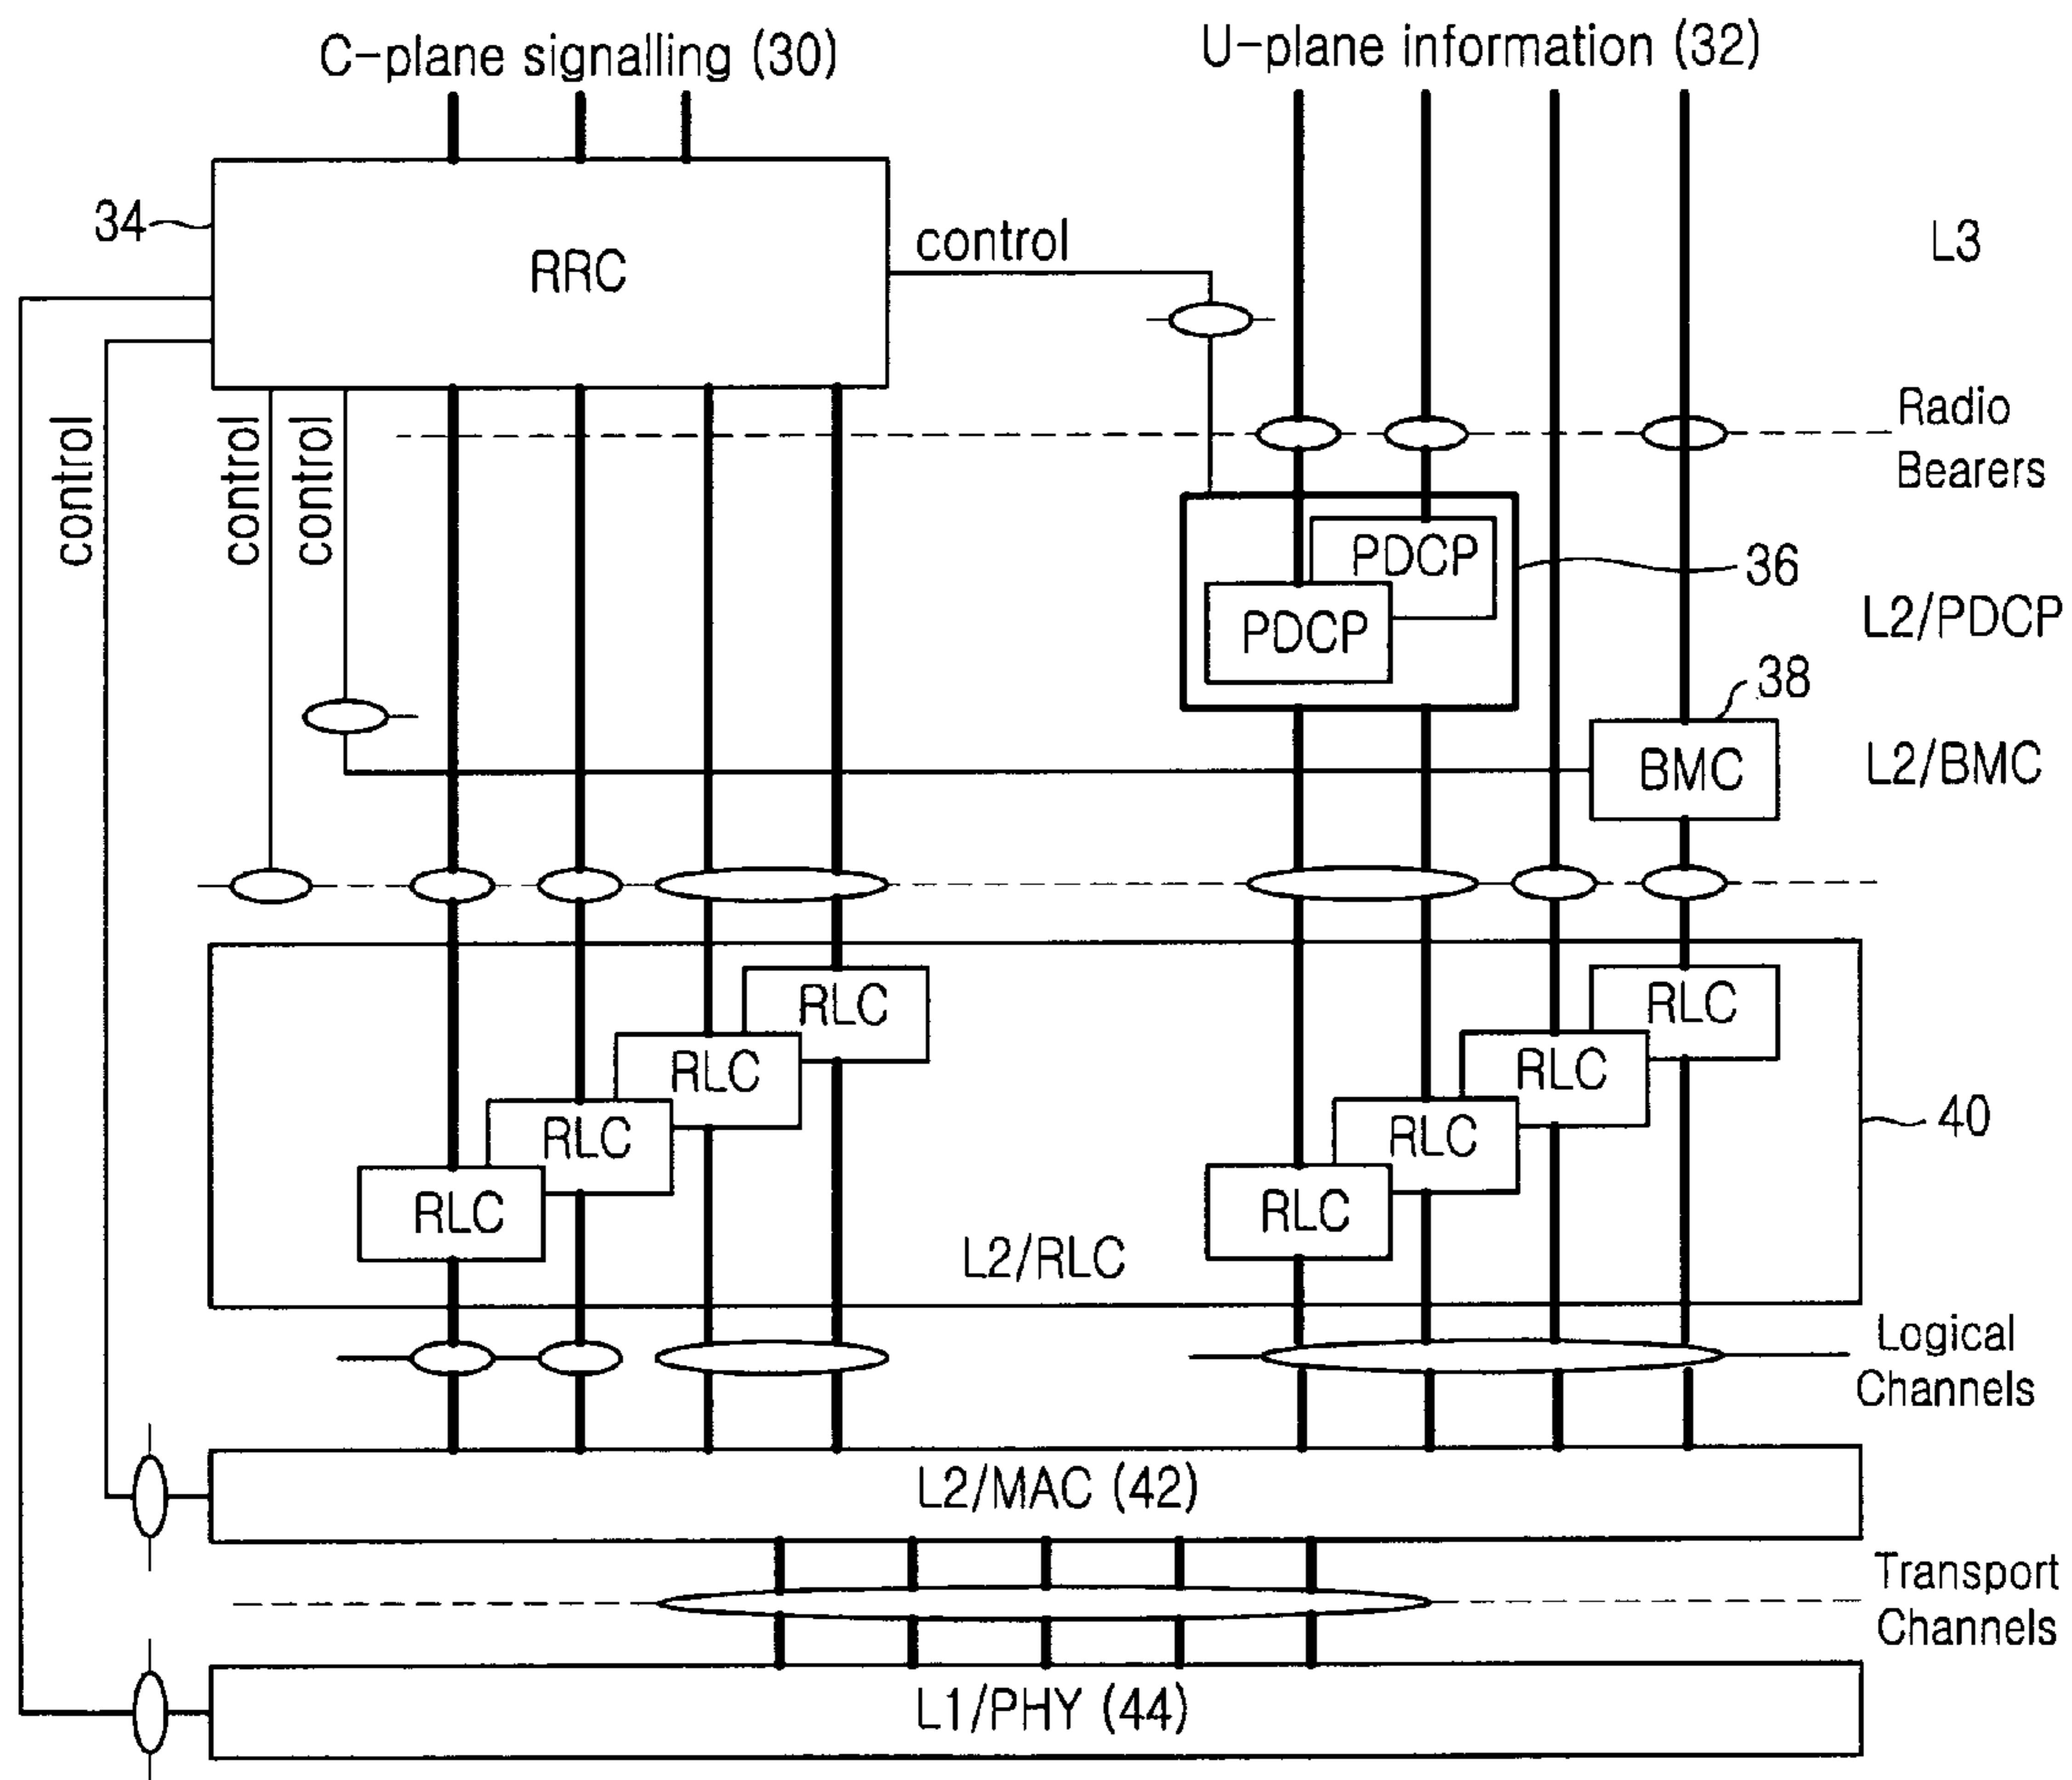 C-plane signalling (30)
U-plane information (32)
34
RRC
control
L3
control
control
control
Radio
Bearers
PDCP
PDCP
36
L2/PDCP
38
BMC
L2/BMC
RLC
RLC
RLC
RLC
RLC
RLC
RLC
RLC
40
L2/RLC
Logical
Channels
L2/MAC (42)
Transport
Channels
L1/PHY (44)